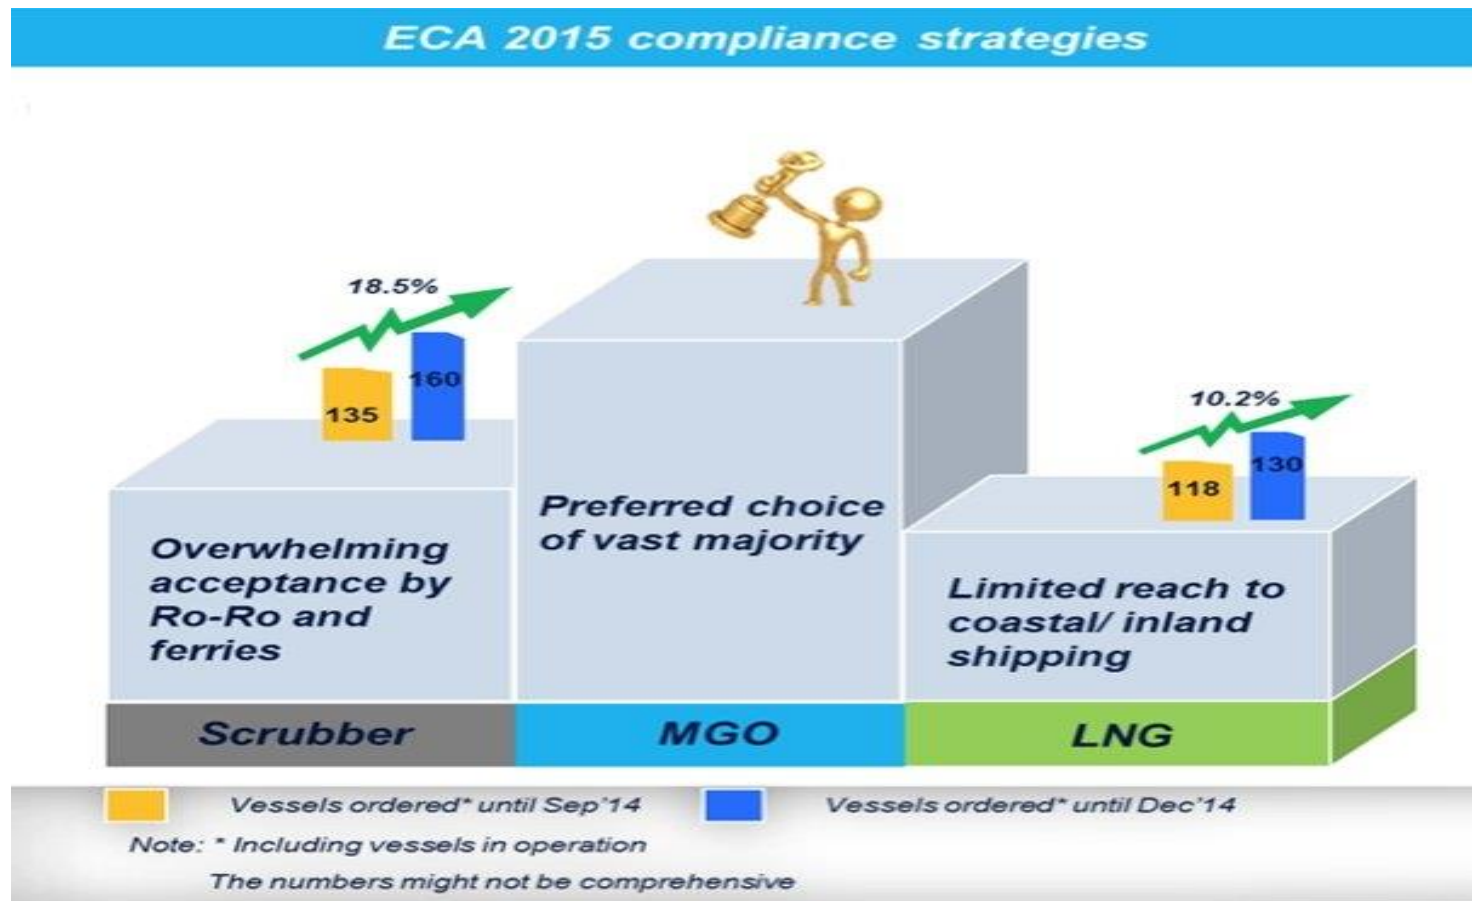 ECA 2015 compliance strategies
18.5%
160
135
10.2%
130
118
Preferred choice
of vast majority
Overwhelming
acceptance by
Ro-Ro and
ferries
Limited reach to
coastal/ inland
shipping
Scrubber
MGO
LNG
Vessels ordered* until Sep'14
Vessels ordered* until Dec'14
Note: * Including vessels in operation
The numbers might not be comprehensive